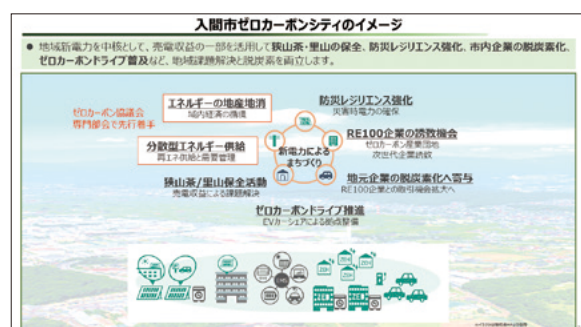 入間市ゼロカーボンシティのイメージ
● 地域新電力を中核として、売電収益の一部を活用して狭山茶・里山の保全、防災レジリエンス強化、市内企業の脱炭素化、
ゼロカーボンドライブ普及など、地域課題解決と脱炭素を両立します。
ゼロカーボン協議会
専門部会で先行着手
エネルギーの地産地消
域内経済の循環
防災レジリエンス強化
災害時電力の確保
分散型エネルギー供給
再エネ供給と需要管理
新電力による
まちづくり
RE100企業の誘致機会
ゼロカーボン産業団地
次世代企業誘致
狭山茶/里山保全活動
売電収益による課題解決
地元企業の脱炭素化へ寄与
RE100企業との取引機会拡大へ
ゼロカーボンドライブ推進
EVカーシェアによる拠点整備